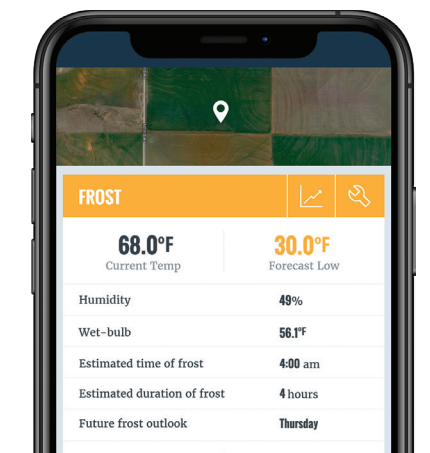 FROST
68.0°F 30.0°F
Current Temp Forecast Low
Humidity 49%
Wet-bulb 56.1°F
Estimated time of frost 4:00 am
Estimated duration of frost 4 hours
Future frost outlook Thursday